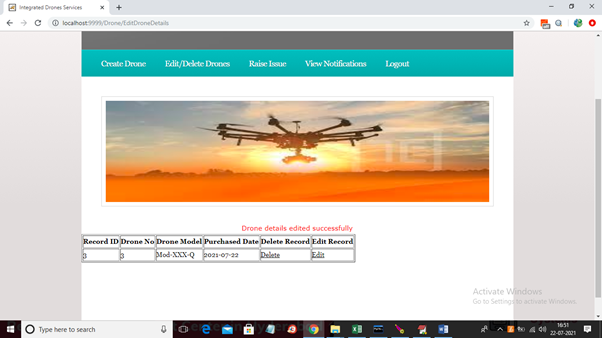 Integrated Drones Services
localhost:9999/Drone/EditDroneDetails
Create Drone Edit/Delete Drones Raise Issue View Notifications Logout
Drone details edited successfully
Record ID Drone No Drone Model Purchased Date Delete Record Edit Record
3 3 Mod-XXX-Q 2021-07-22 Delete Edit
Activate Windows
Go to Settings to activate Windows.
Type here to search
16:51
22-07-2021